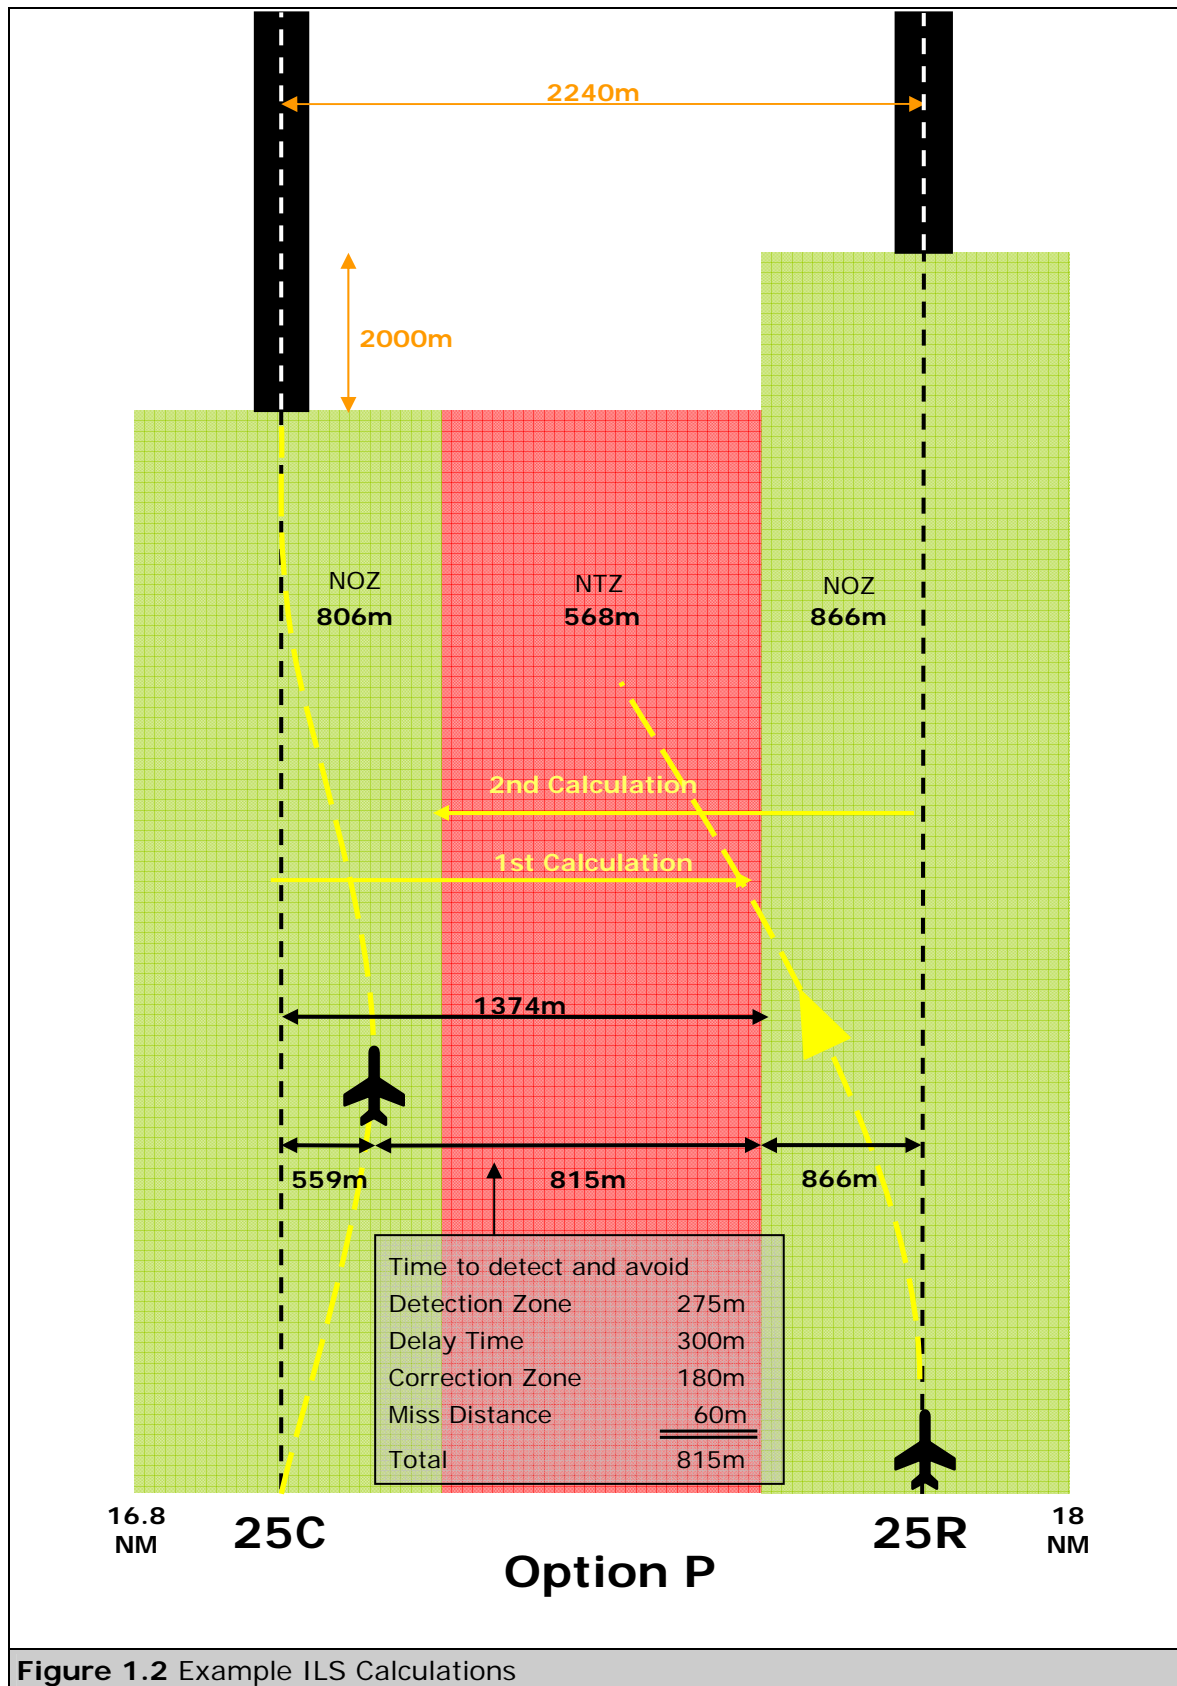 2240m
2000m
NOZ
806m
NTZ
568m
NOZ
866m
2nd Calculation
1st Calculation
1374m
559m
815m
866m
Time to detect and avoid
Detection Zone 275m
Delay Time 300m
Correction Zone 180m
Miss Distance 60m
Total 815m
16.8
NM
25C
25R
18
NM
Option P
Figure 1.2 Example ILS Calculations